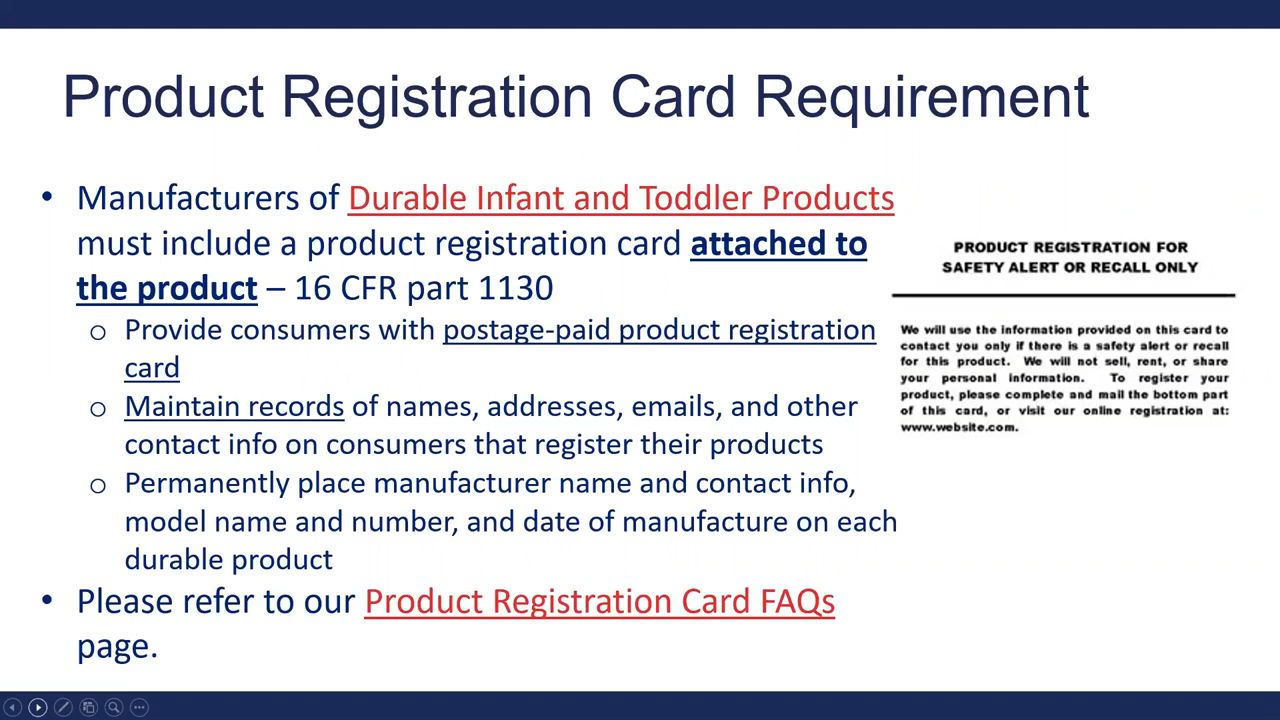 Product Registration Card Requirement
• Manufacturers of Durable Infant and Toddler Products
must include a product registration card attached to
the product – 16 CFR part 1130
o Provide consumers with postage-paid product registration
card
o Maintain records of names, addresses, emails, and other
contact info on consumers that register their products
o Permanently place manufacturer name and contact info,
model name and number, and date of manufacture on each
durable product
• Please refer to our Product Registration Card FAQs
page.
PRODUCT REGISTRATION FOR
SAFETY ALERT OR RECALL ONLY
We will use the information provided on this card to
contact you only if there is a safety alert or recall
for this product. We will not sell, rent, or share
your personal information. To register your
product, please complete and mail the bottom part
of this card, or visit our online registration at:
www.website.com.